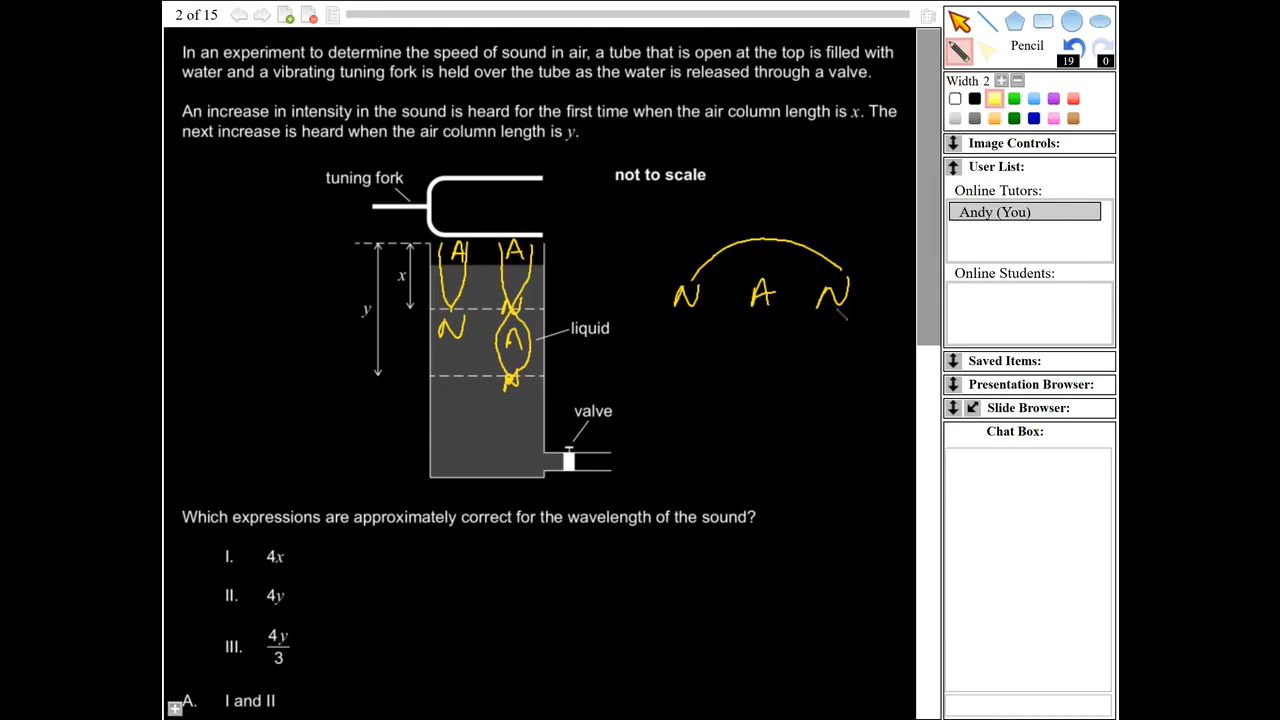 2 of 15
In an experiment to determine the speed of sound in air, a tube that is open at the top is filled with
water and a vibrating tuning fork is held over the tube as the water is released through a valve.
An increase in intensity in the sound is heard for the first time when the air column length is x. The
next increase is heard when the air column length is y.
tuning fork
not to scale
A A
x
N
y
N
liquid
A
N
N A N
valve
Which expressions are approximately correct for the wavelength of the sound?
I. 4x
II. 4y
III. 4y
3
A. I and II
Pencil
19 0
Width 2
Image Controls:
User List:
Online Tutors:
Andy (You)
Online Students:
Saved Items:
Presentation Browser:
Slide Browser:
Chat Box: